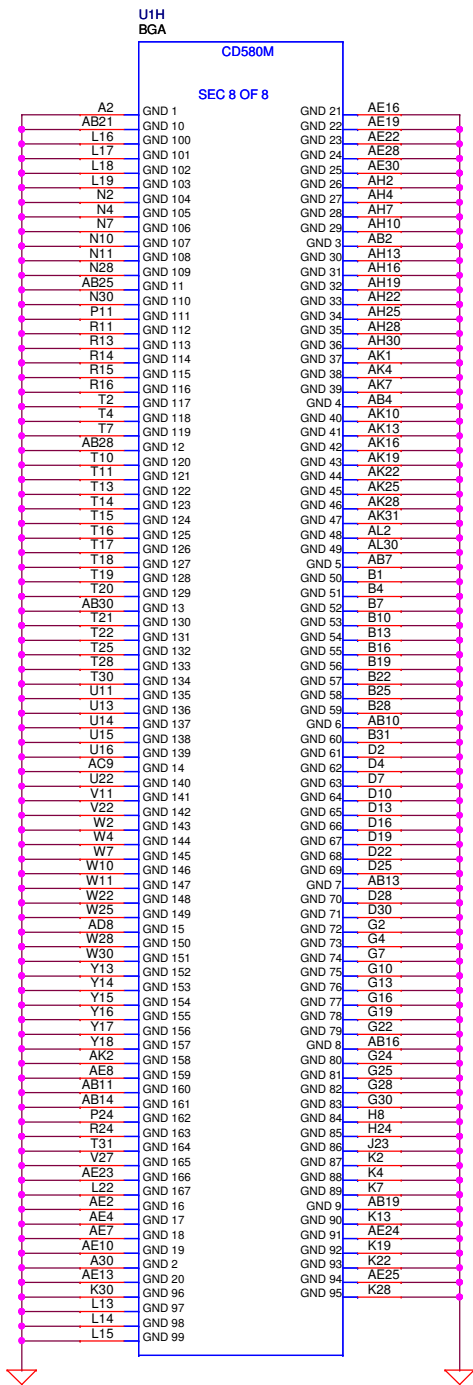 U1H
BGA
CD580M
SEC 8 OF 8
A2 GND 1 GND 21 AE16
AB21 GND 10 GND 22 AE19
L16 GND 100 GND 23 AE22
L17 GND 101 GND 24 AE28
L18 GND 102 GND 25 AE30
L19 GND 103 GND 26 AH2
N2 GND 104 GND 27 AH4
N4 GND 105 GND 28 AH7
N7 GND 106 GND 29 AH10
N10 GND 107 GND 3 AB2
N11 GND 108 GND 30 AH13
N28 GND 109 GND 31 AH16
AB25 GND 11 GND 32 AH19
N30 GND 110 GND 33 AH22
P11 GND 111 GND 34 AH25
R11 GND 112 GND 35 AH28
R13 GND 113 GND 36 AH30
R14 GND 114 GND 37 AK1
R15 GND 115 GND 38 AK4
R16 GND 116 GND 39 AK7
T2 GND 117 GND 4 AB4
T4 GND 118 GND 40 AK10
T7 GND 119 GND 41 AK13
AB28 GND 12 GND 42 AK16
T10 GND 120 GND 43 AK19
T11 GND 121 GND 44 AK22
T13 GND 122 GND 45 AK25
T14 GND 123 GND 46 AK28
T15 GND 124 GND 47 AK31
T16 GND 125 GND 48 AL2
T17 GND 126 GND 49 AL30
T18 GND 127 GND 5 AB7
T19 GND 128 GND 50 B1
T20 GND 129 GND 51 B4
AB30 GND 13 GND 52 B7
T21 GND 130 GND 53 B10
T22 GND 131 GND 54 B13
T25 GND 132 GND 55 B16
T28 GND 133 GND 56 B19
T30 GND 134 GND 57 B22
U11 GND 135 GND 58 B25
U13 GND 136 GND 59 B28
U14 GND 137 GND 6 AB10
U15 GND 138 GND 60 B31
U16 GND 139 GND 61 D2
AC9 GND 14 GND 62 D4
U22 GND 140 GND 63 D7
V11 GND 141 GND 64 D10
V22 GND 142 GND 65 D13
W2 GND 143 GND 66 D16
W4 GND 144 GND 67 D19
W7 GND 145 GND 68 D22
W10 GND 146 GND 69 D25
W11 GND 147 GND 7 AB13
W22 GND 148 GND 70 D28
W25 GND 149 GND 71 D30
AD8 GND 15 GND 72 G2
W28 GND 150 GND 73 G4
W30 GND 151 GND 74 G7
Y13 GND 152 GND 75 G10
Y14 GND 153 GND 76 G13
Y15 GND 154 GND 77 G16
Y16 GND 155 GND 78 G19
Y17 GND 156 GND 79 G22
Y18 GND 157 GND 8 AB16
AK2 GND 158 GND 80 G24
AE8 GND 159 GND 81 G25
AB11 GND 160 GND 82 G28
AB14 GND 161 GND 83 G30
P24 GND 162 GND 84 H8
R24 GND 163 GND 85 H24
T31 GND 164 GND 86 J23
V27 GND 165 GND 87 K2
AE23 GND 166 GND 88 K4
L22 GND 167 GND 89 K7
AE2 GND 16 GND 9 AB19
AE4 GND 17 GND 90 K13
AE7 GND 18 GND 91 AE24
AE10 GND 19 GND 92 K19
A30 GND 2 GND 93 K22
AE13 GND 20 GND 94 AE25
K30 GND 96 GND 95 K28
L13 GND 97
L14 GND 98
L15 GND 99